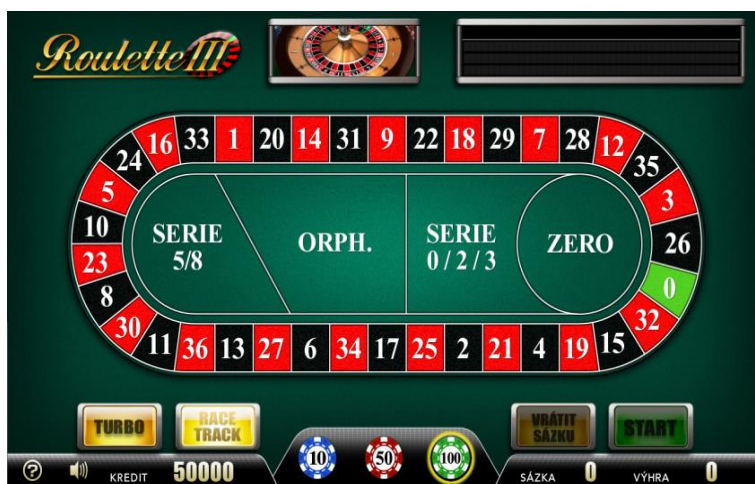 Roulette III
16 33 1 20 14 31 9 22 18 29 7 28 12
24 35
5 3
10 26
23 0
8 32
30 15
11 36 13 27 6 34 17 25 2 21 4 19
SERIE
5/8
ORPH.
SERIE
0/2/3
ZERO
TURBO
RACE
TRACK
10
50
100
VRÁTIT
SÁZKU
START
?
KREDIT 50000
SÁZKA 0
VÝHRA 0